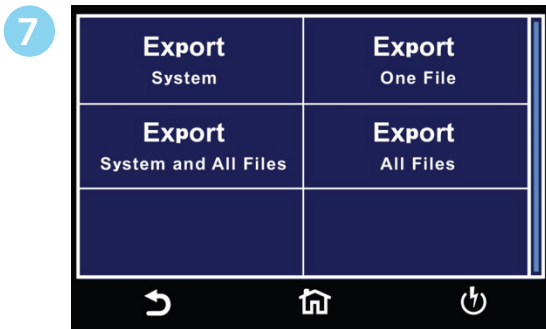 7
Export
System
Export
One File
Export
System and All Files
Export
All Files